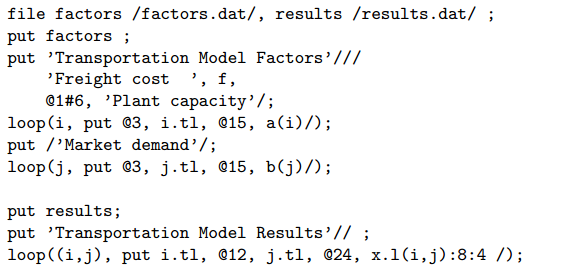 file factors /factors.dat/, results /results.dat/ ;
put factors ;
put ’Transportation Model Factors’///
’Freight cost ’, f,
@1#6, ’Plant capacity’/;
loop(i, put @3, i.tl, @15, a(i)/);
put /’Market demand’/;
loop(j, put @3, j.tl, @15, b(j)/);
put results;
put ’Transportation Model Results’// ;
loop((i,j), put i.tl, @12, j.tl, @24, x.l(i,j):8:4 /);